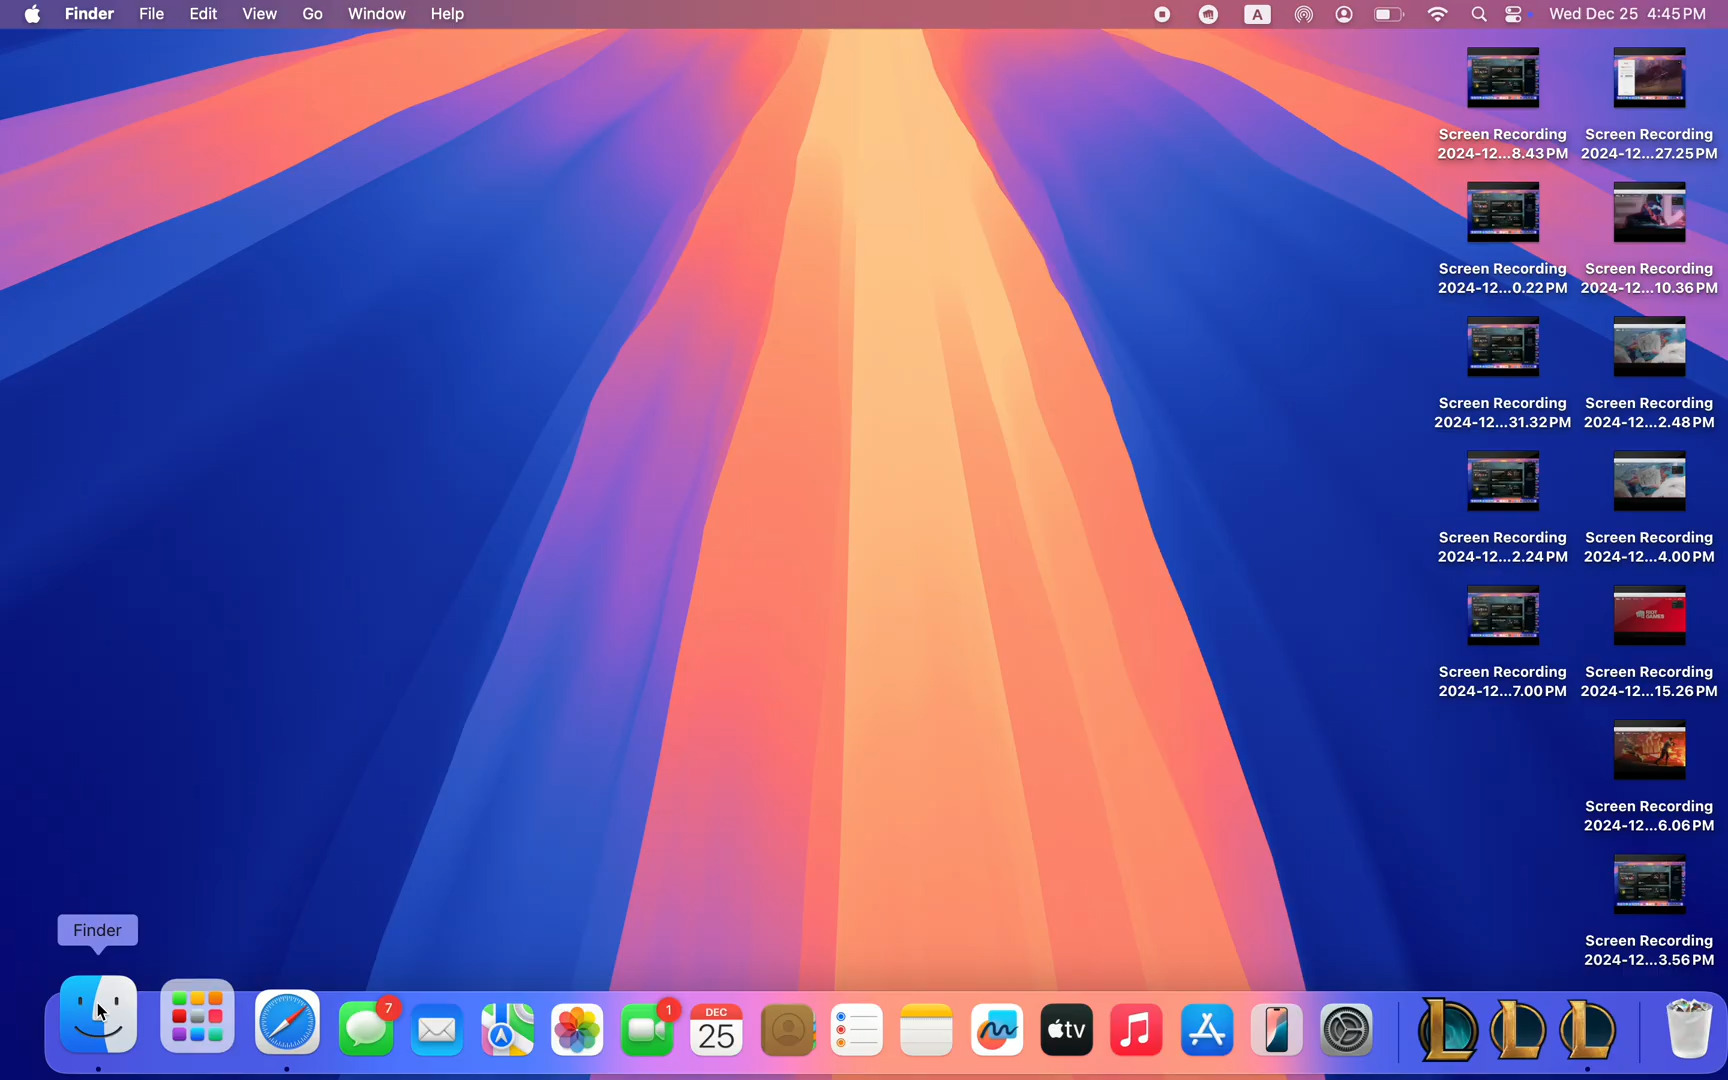 Finder File Edit View Go Window Help A Wed Dec 25 4:45 PM
Screen Recording
2024-12...8.43 PM
Screen Recording
2024-12...27.25 PM
Screen Recording
2024-12...0.22 PM
Screen Recording
2024-12...10.36 PM
Screen Recording
2024-12...31.32 PM
Screen Recording
2024-12...2.48 PM
Screen Recording
2024-12...2.24 PM
Screen Recording
2024-12...4.00 PM
RIOT
GAMES
Screen Recording
2024-12...7.00 PM
Screen Recording
2024-12...15.26 PM
Screen Recording
2024-12...6.06 PM
Screen Recording
2024-12...3.56 PM
Finder
7
1
DEC
25
tv